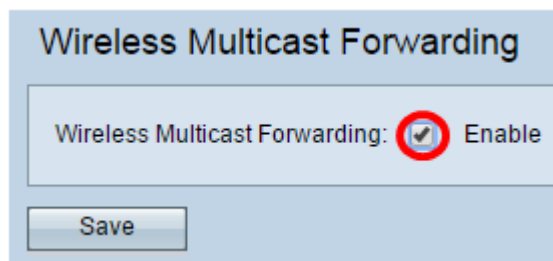 Wireless Multicast Forwarding
Wireless Multicast Forwarding: Enable
Save